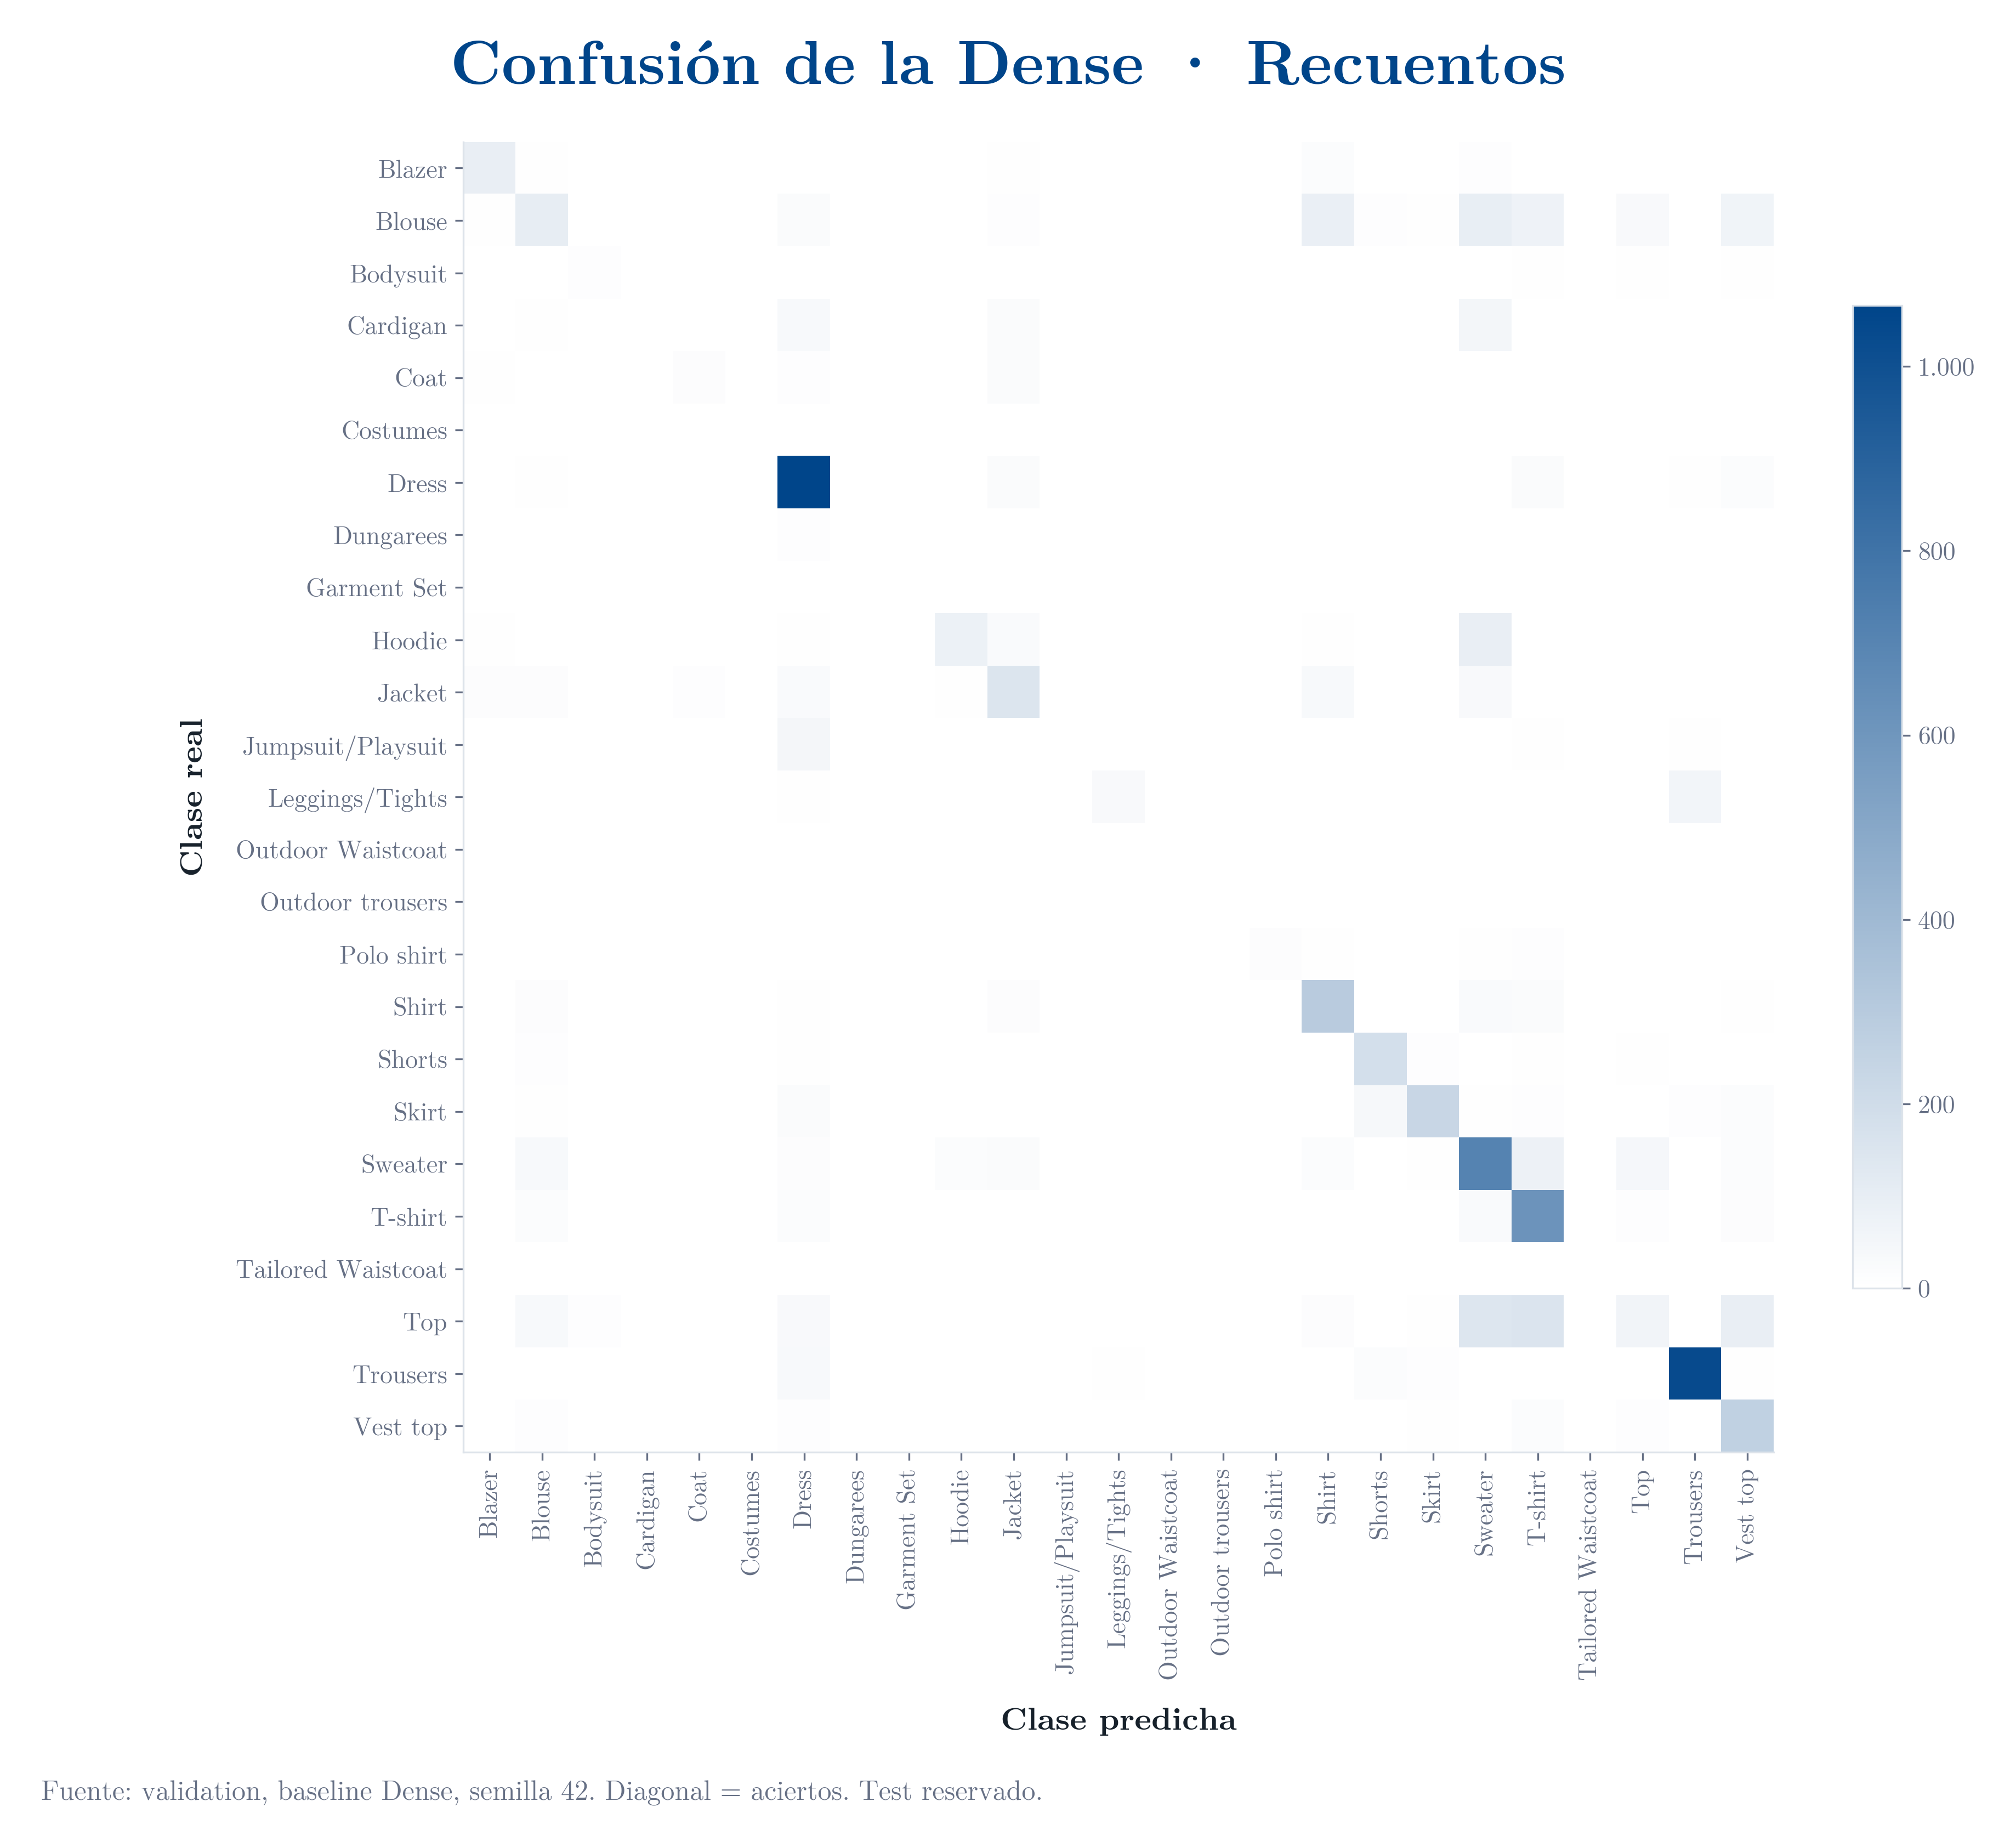 Confusión de la Dense · Recuentos
Clase real
Blazer
Blouse
Bodysuit
Cardigan
Coat
Costumes
Dress
Dungarees
Garment Set
Hoodie
Jacket
Jumpsuit/Playsuit
Leggings/Tights
Outdoor Waistcoat
Outdoor trousers
Polo shirt
Shirt
Shorts
Skirt
Sweater
T-shirt
Tailored Waistcoat
Top
Trousers
Vest top
1.000
800
600
400
200
0
Blazer
Blouse
Bodysuit
Cardigan
Coat
Costumes
Dress
Dungarees
Garment Set
Hoodie
Jacket
Jumpsuit/Playsuit
Leggings/Tights
Outdoor Waistcoat
Outdoor trousers
Polo shirt
Shirt
Shorts
Skirt
Sweater
T-shirt
Tailored Waistcoat
Top
Trousers
Vest top
Clase predicha
Fuente: validation, baseline Dense, semilla 42. Diagonal = aciertos. Test reservado.